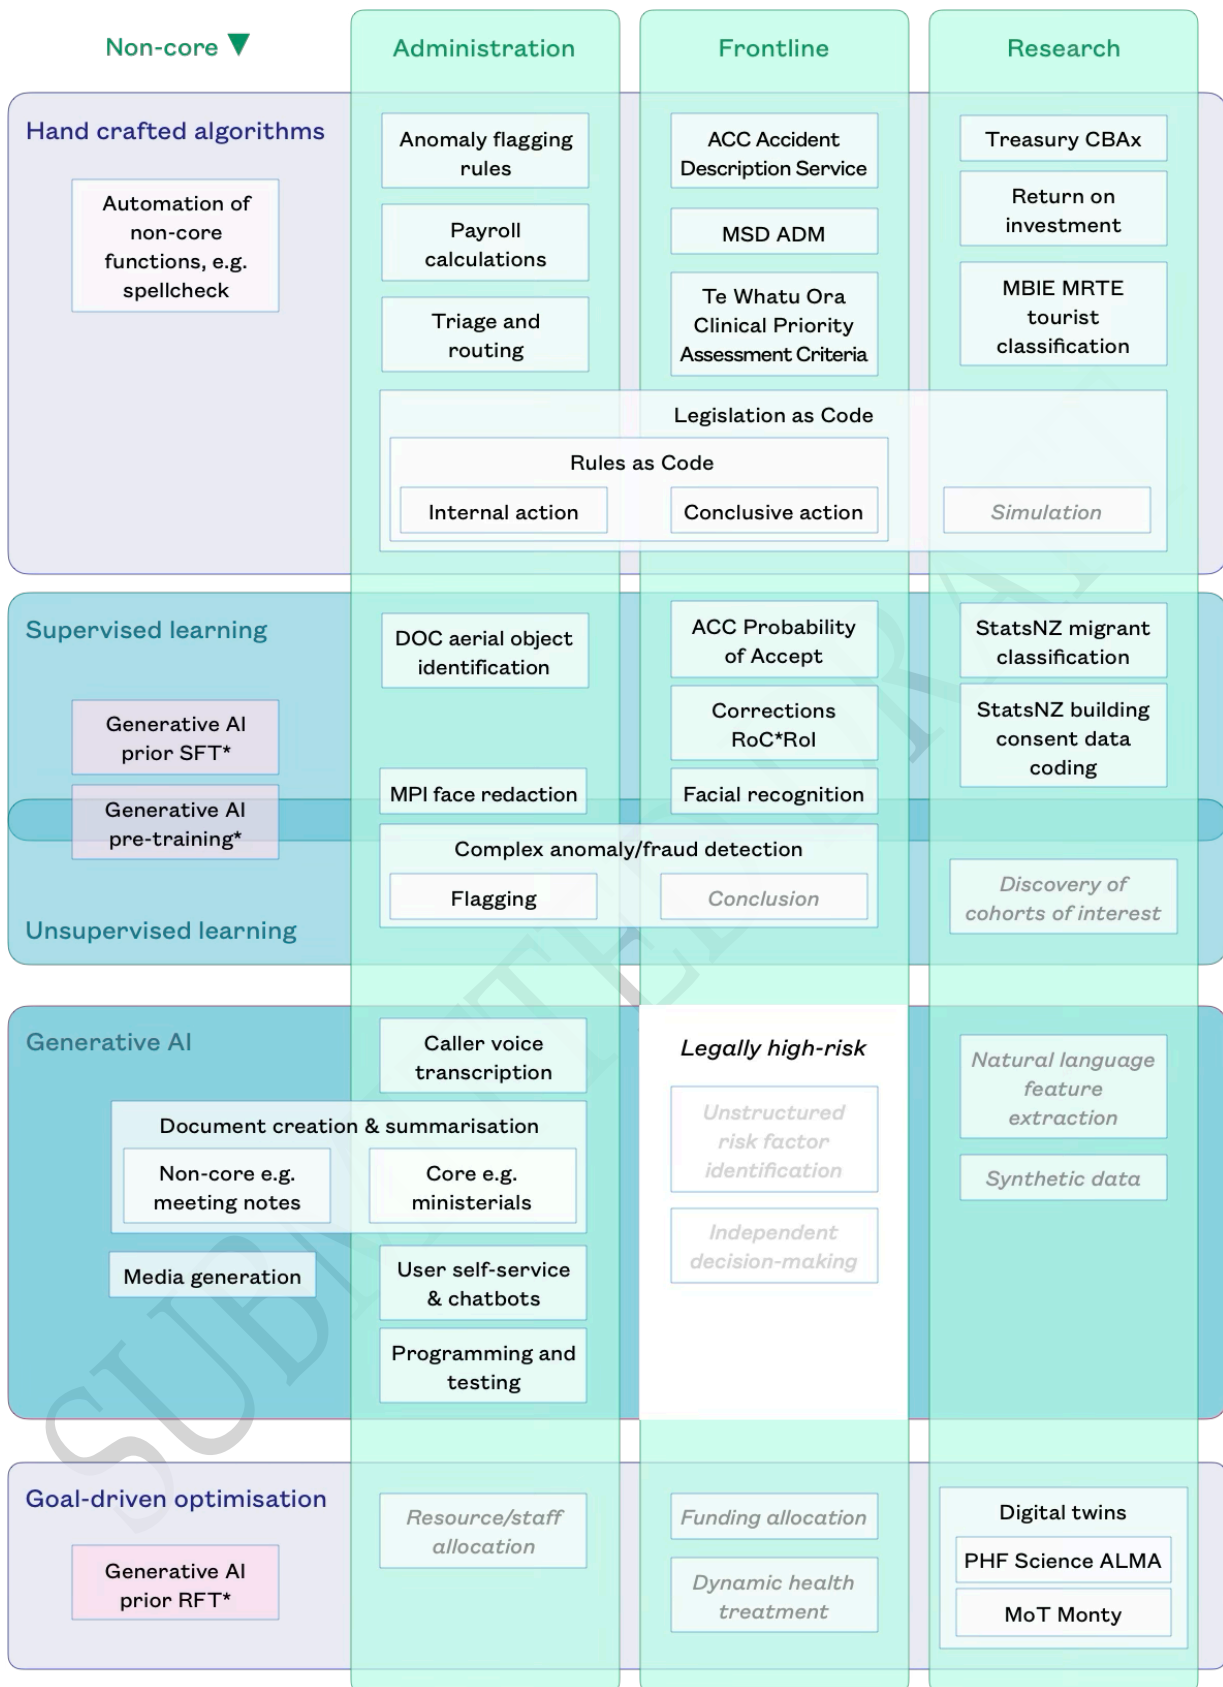 Non-core ▼
Administration
Frontline
Research
Hand crafted algorithms
Automation of
non-core
functions, e.g.
spellcheck
Anomaly flagging
rules
Payroll
calculations
Triage and
routing
ACC Accident
Description Service
MSD ADM
Te Whatu Ora
Clinical Priority
Assessment Criteria
Treasury CBAx
Return on
investment
MBIE MRTE
tourist
classification
Legislation as Code
Rules as Code
Internal action
Conclusive action
Simulation
Supervised learning
Generative AI
prior SFT*
Generative AI
pre-training*
DOC aerial object
identification
MPI face redaction
ACC Probability
of Accept
Corrections
RoC*RoI
Facial recognition
StatsNZ migrant
classification
StatsNZ building
consent data
coding
Complex anomaly/fraud detection
Flagging
Conclusion
Discovery of
cohorts of interest
Unsupervised learning
Generative AI
Caller voice
transcription
Document creation & summarisation
Non-core e.g.
meeting notes
Core e.g.
ministerials
Media generation
User self-service
& chatbots
Programming and
testing
Legally high-risk
Unstructured
risk factor
identification
Independent
decision-making
Natural language
feature
extraction
Synthetic data
Goal-driven optimisation
Generative AI
prior RFT*
Resource/staff
allocation
Funding allocation
Dynamic health
treatment
Digital twins
PHF Science ALMA
MoT Monty
SUBMITTED DRAFT